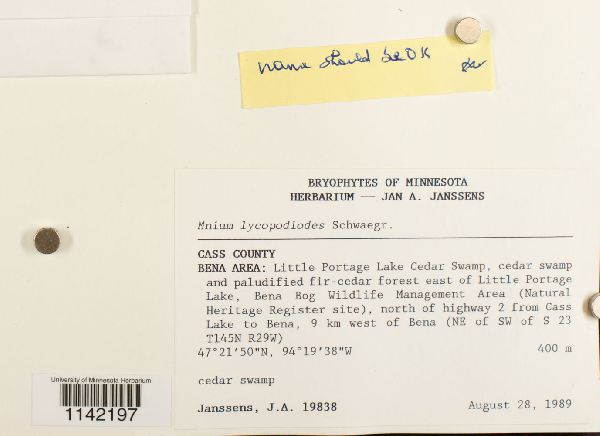 name should be OK
BRYOPHYTES OF MINNESOTA
HERBARIUM — JAN A. JANSSENS
Mnium lycopodiodes Schwaegr.
CASS COUNTY
BENA AREA: Little Portage Lake Cedar Swamp, cedar swamp
and paludified fir-cedar forest east of Little Portage
Lake, Bena Bog Wildlife Management Area (Natural
Heritage Register site), north of highway 2 from Cass
Lake to Bena, 9 km west of Bena (NE of SW of S 23
T145N R29W)
47°21'50"N, 94°19'38"W 400 m
cedar swamp
Janssens, J.A. 19838 August 28, 1989
University of Minnesota Herbarium
1142197